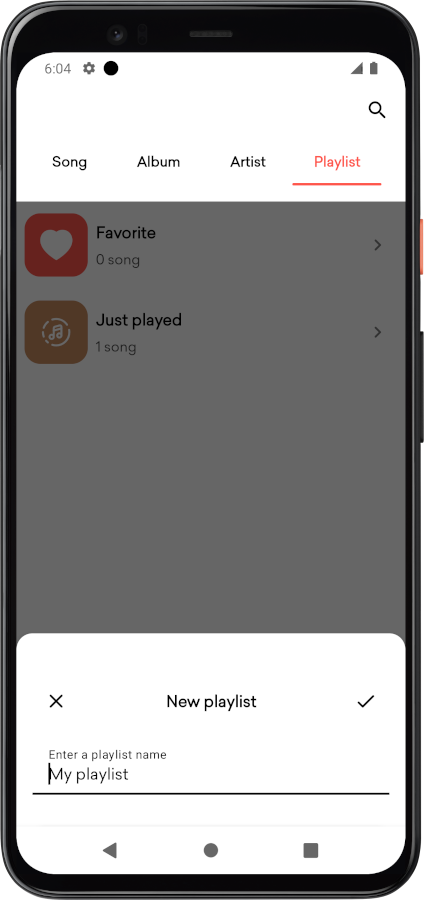 6:04
Song Album Artist Playlist
Favorite
0 song
Just played
1 song
New playlist
Enter a playlist name
My playlist